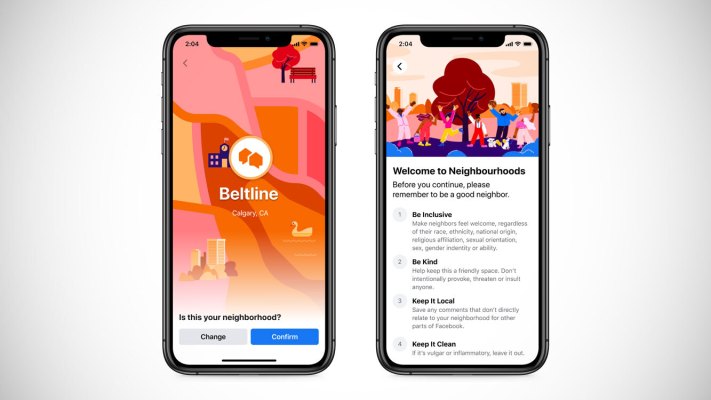 2:04
Beltline
Calgary, CA
Is this your neighborhood?
Change
Confirm
2:04
Welcome to Neighbourhoods
Before you continue, please
remember to be a good neighbor.
1
Be Inclusive
Make neighbors feel welcome, regardless
of their race, ethnicity, national origin,
religious affiliation, sexual orientation,
sex, gender indentity or ability.
2
Be Kind
Help keep this a friendly space. Don't
intentionally provoke, threaten or insult
anyone.
3
Keep It Local
Save any comments that don't directly
relate to your neighborhood for other
parts of Facebook.
4
Keep It Clean
If it's vulgar or inflammatory, leave it out.